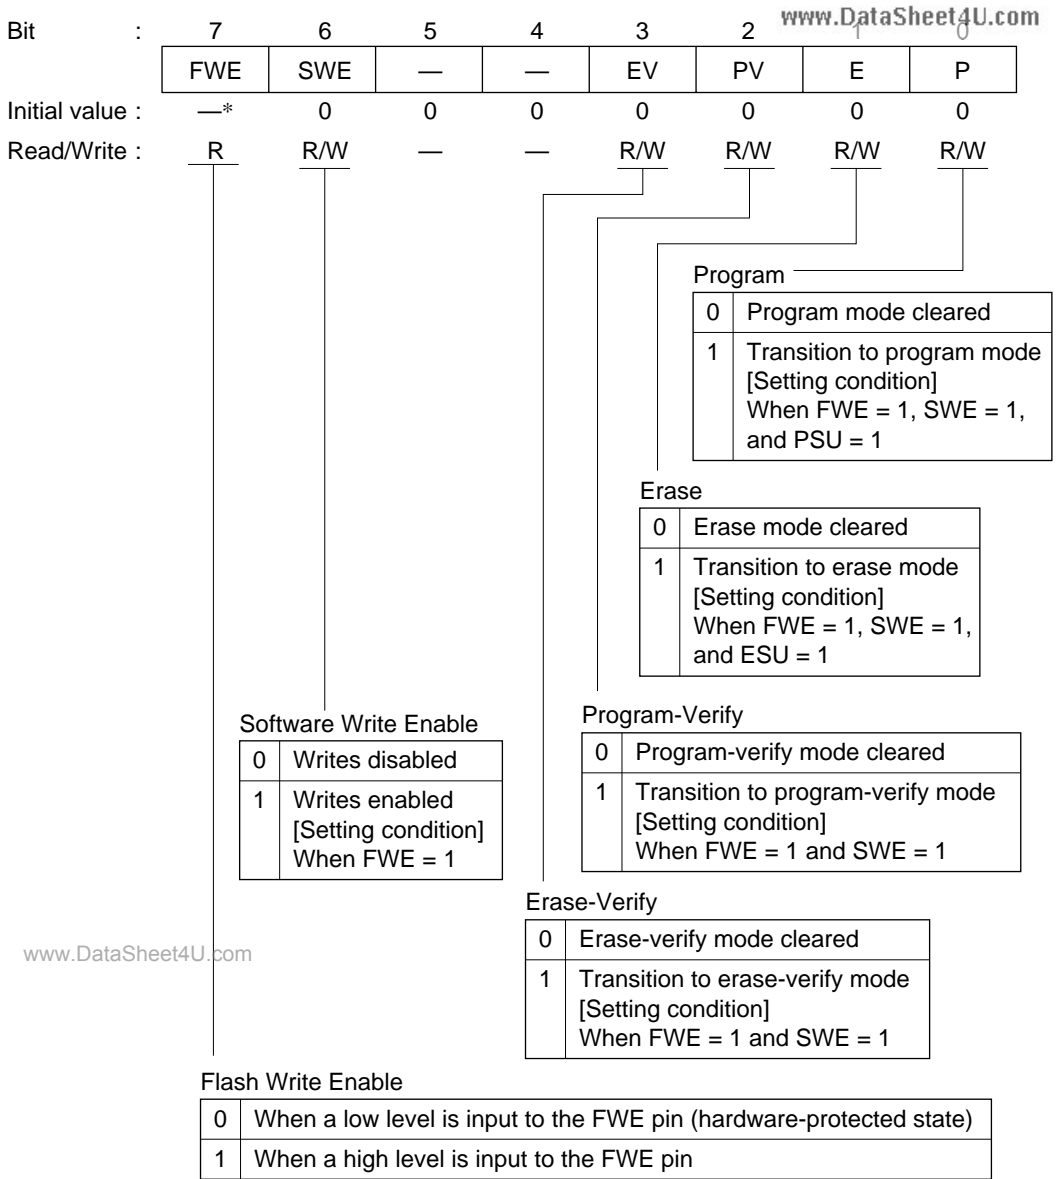 www.DataSheet4U.com
Bit : 7 6 5 4 3 2 1 0
FWE SWE — — EV PV E P
Initial value : —* 0 0 0 0 0 0 0
Read/Write : R R/W — — R/W R/W R/W R/W
Program
0 Program mode cleared
1 Transition to program mode
[Setting condition]
When FWE = 1, SWE = 1,
and PSU = 1
Erase
0 Erase mode cleared
1 Transition to erase mode
[Setting condition]
When FWE = 1, SWE = 1,
and ESU = 1
Software Write Enable
0 Writes disabled
1 Writes enabled
[Setting condition]
When FWE = 1
Program-Verify
0 Program-verify mode cleared
1 Transition to program-verify mode
[Setting condition]
When FWE = 1 and SWE = 1
Erase-Verify
0 Erase-verify mode cleared
1 Transition to erase-verify mode
[Setting condition]
When FWE = 1 and SWE = 1
www.DataSheet4U.com
Flash Write Enable
0 When a low level is input to the FWE pin (hardware-protected state)
1 When a high level is input to the FWE pin